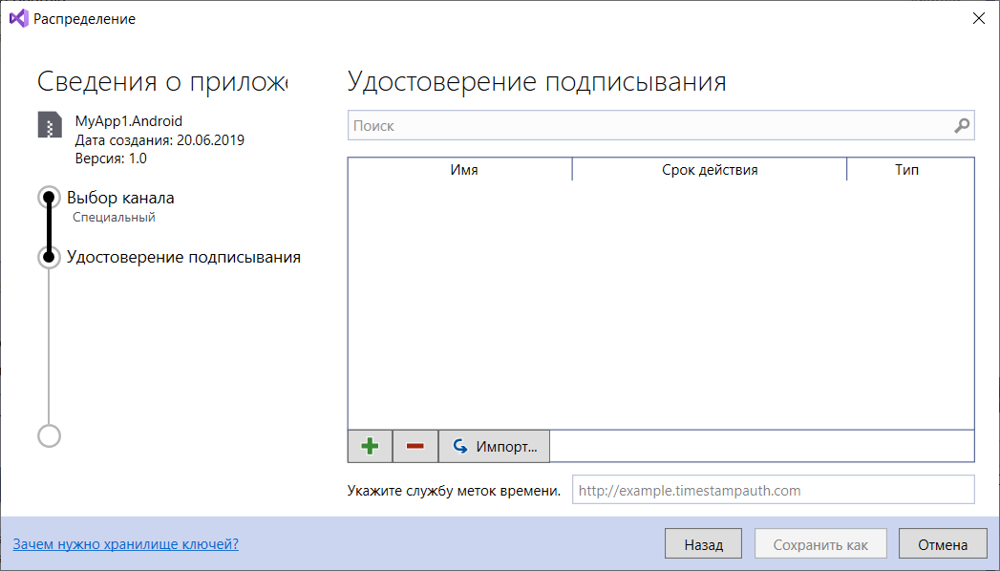 Распределение
Сведения о приложе
MyApp1.Android
Дата создания: 20.06.2019
Версия: 1.0
Выбор канала
Специальный
Удостоверение подписывания
Удостоверение подписывания
Поиск
Имя Срок действия Тип
Импорт...
Укажите службу меток времени. http://example.timestampauth.com
Зачем нужно хранилище ключей? Назад Сохранить как Отмена